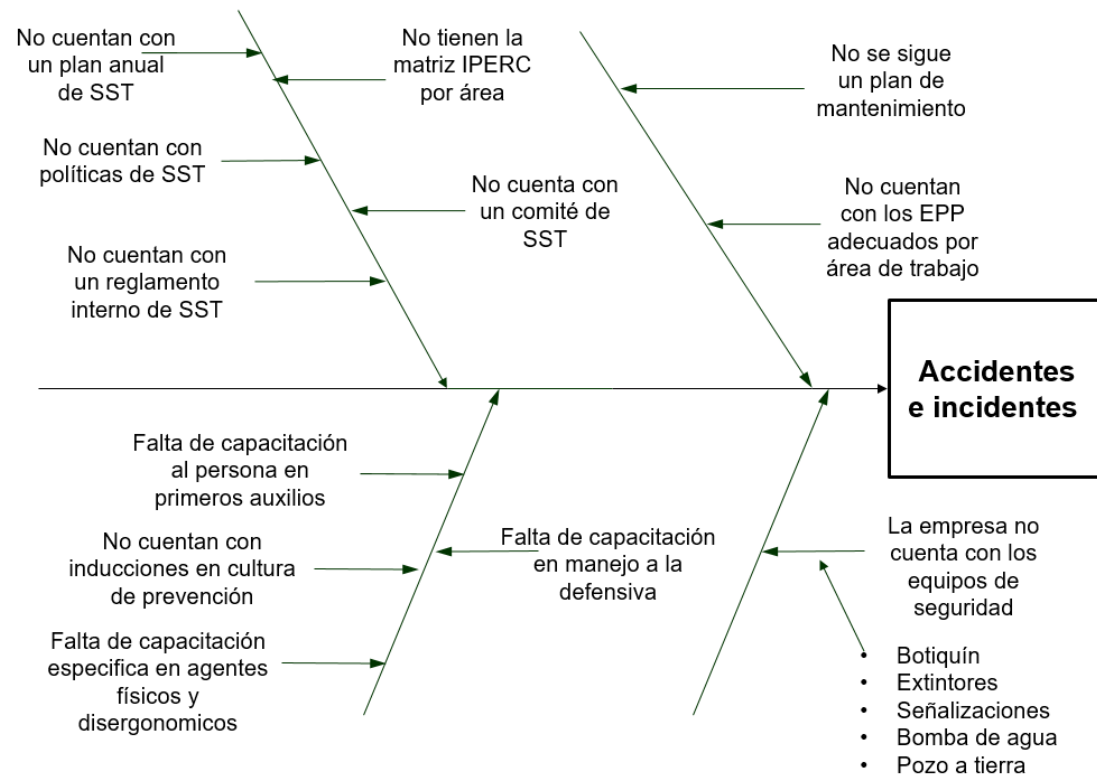 No cuentan con
un plan anual
de SST
No tienen la
matriz IPERC
por área
No se sigue
un plan de
mantenimiento
No cuentan con
políticas de SST
No cuenta con
un comité de
SST
No cuentan
con los EPP
adecuados por
área de trabajo
No cuentan con
un reglamento
interno de SST
Accidentes
e incidentes
Falta de capacitación
al persona en
primeros auxilios
No cuentan con
inducciones en cultura
de prevención
Falta de capacitación
en manejo a la
defensiva
La empresa no
cuenta con los
equipos de
seguridad
Falta de capacitación
especifica en agentes
físicos y
disergonomicos
• Botiquín
• Extintores
• Señalizaciones
• Bomba de agua
• Pozo a tierra